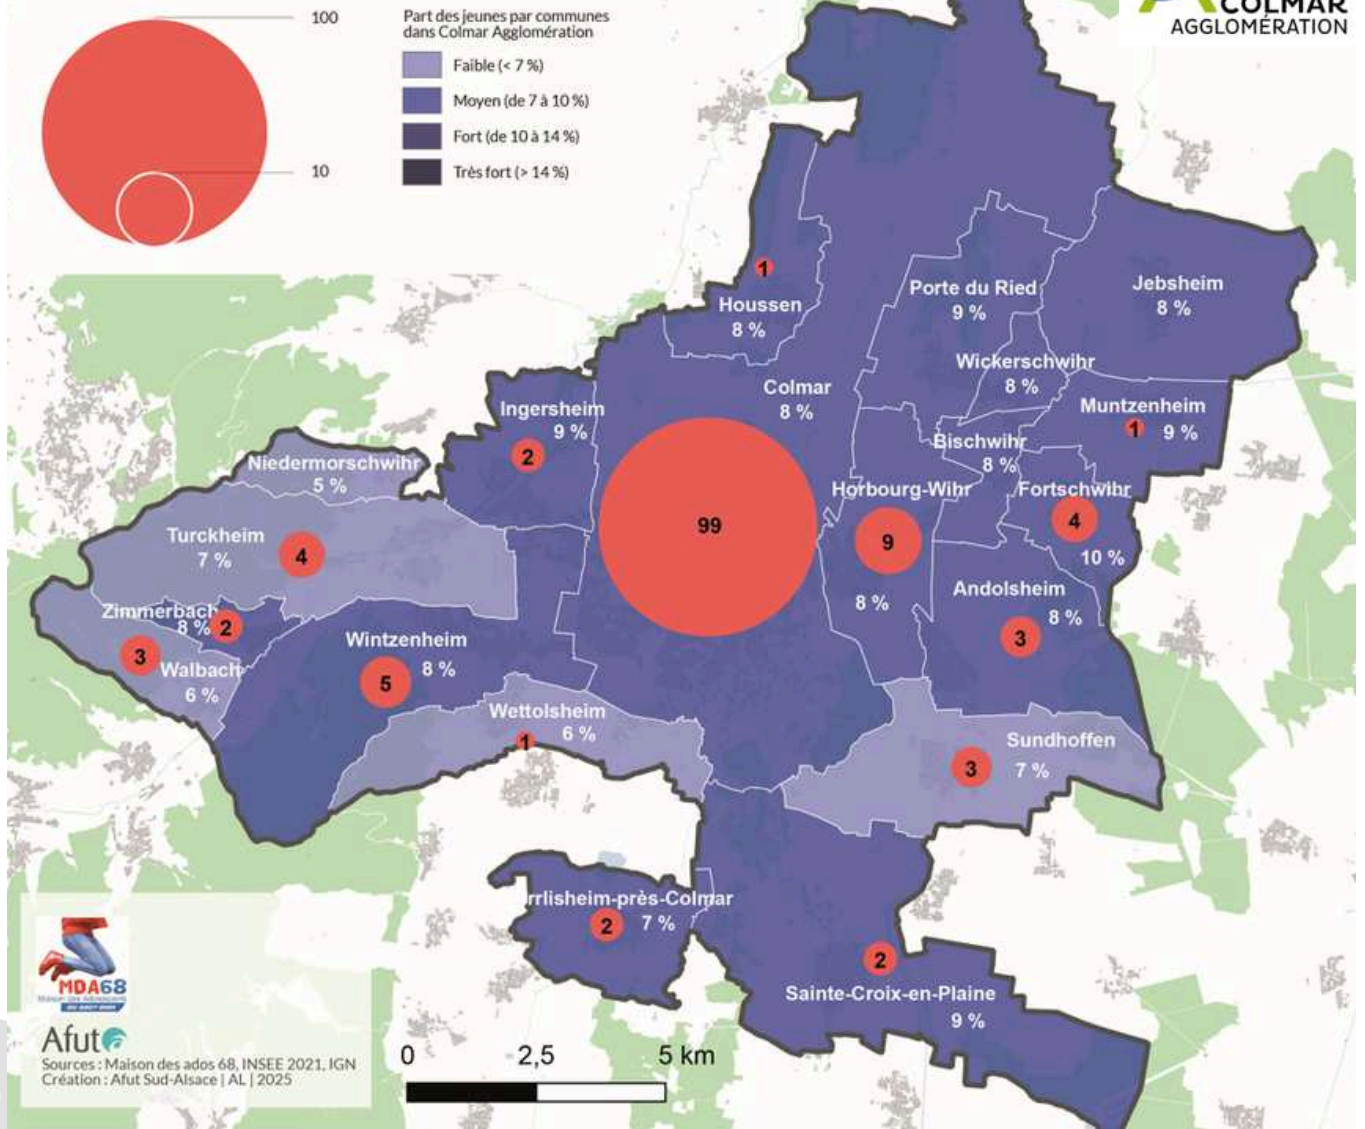 100
10
Part des jeunes par communes
dans Colmar Agglomération
Faible (< 7 %)
Moyen (de 7 à 10 %)
Fort (de 10 à 14 %)
Très fort (> 14 %)
COLMAR
AGGLOMÉRATION
1
Houssen
8 %
Porte du Ried
9 %
Jebsheim
8 %
Wickerschwihr
8 %
Colmar
8 %
99
Ingersheim
9 %
2
Muntzenheim
1
9 %
Bischwihr
8 %
Niedermorschwihr
5 %
Horbourg-Wihr
9
8 %
Fortschwihr
4
10 %
Turckheim
7 %
4
Andolsheim
8 %
3
Zimmerbach
8 %
2
3
Walbach
6 %
Wintzenheim
8 %
5
Wettolsheim
6 %
1
Sundhoffen
7 %
3
rrlisheim-près-Colmar
7 %
2
2
Sainte-Croix-en-Plaine
9 %
MDA68
Afut
Sources : Maison des ados 68, INSEE 2021, IGN
Création : Afut Sud-Alsace | AL | 2025
0
2,5
5 km